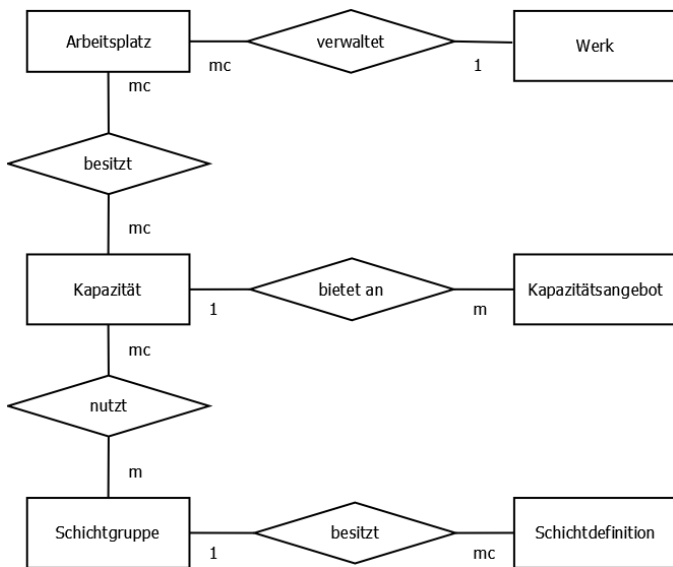 Arbeitsplatz
mc
verwaltet
1
Werk
mc
besitzt
mc
Kapazität
1
bietet an
m
Kapazitätsangebot
mc
nutzt
m
Schichtgruppe
1
besitzt
mc
Schichtdefinition